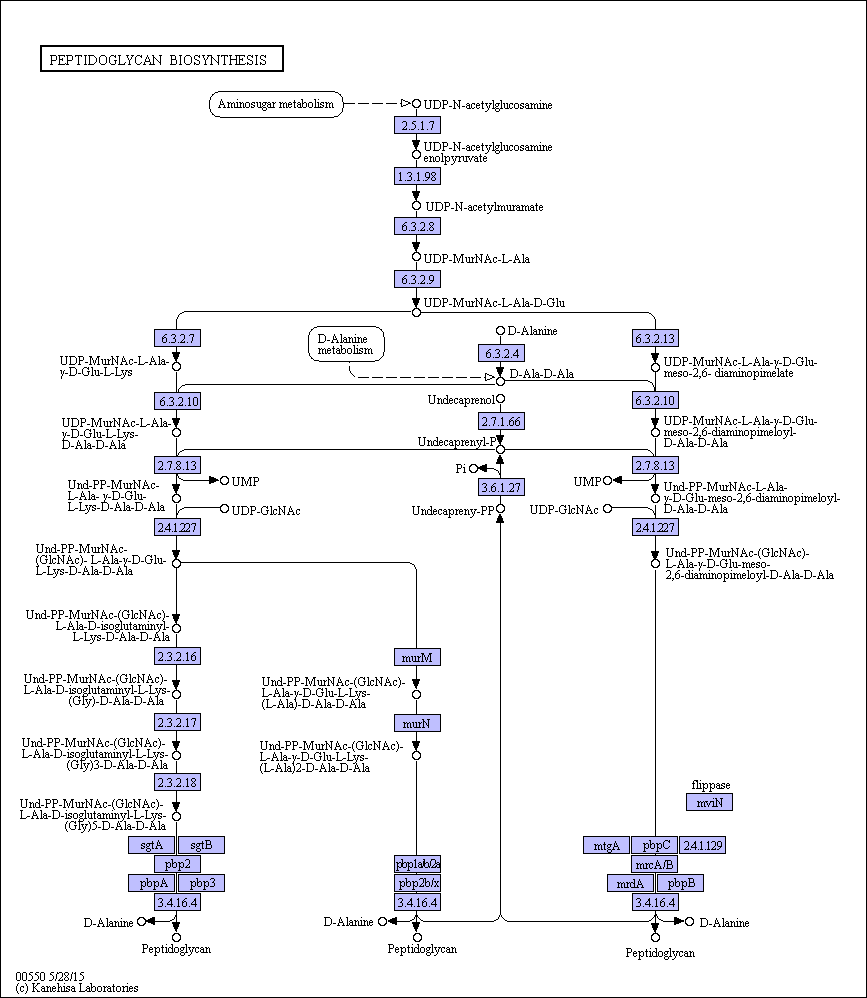 PEPTIDOGLYCAN BIOSYNTHESIS
Aminosugar metabolism
UDP-N-acetylglucosamine
2.5.1.7
UDP-N-acetylglucosamine
enolpyruvate
1.3.1.98
UDP-N-acetylmuramate
6.3.2.8
UDP-MurNAc-L-Ala
6.3.2.9
UDP-MurNAc-L-Ala-D-Glu
6.3.2.7
D-Alanine
metabolism
D-Alanine
6.3.2.13
6.3.2.4
UDP-MurNAc-L-Ala-
γ-D-Glu-L-Lys
D-Ala-D-Ala
UDP-MurNAc-L-Ala-γ-D-Glu-
meso-2,6- diaminopimelate
6.3.2.10
Undecaprenol
6.3.2.10
2.7.1.66
UDP-MurNAc-L-Ala-
γ-D-Glu-L-Lys-
D-Ala-D-Ala
Undecaprenyl-P
UDP-MurNAc-L-Ala-γ-D-Glu-
meso-2,6-diaminopimeloyl-
D-Ala-D-Ala
2.7.8.13
Pi
2.7.8.13
UMP
3.6.1.27
UMP
Und-PP-MurNAc-
L-Ala- γ-D-Glu-
L-Lys-D-Ala-D-Ala
Und-PP-MurNAc-L-Ala-
γ-D-Glu-meso-2,6-diaminopimeloyl-
D-Ala-D-Ala
UDP-GlcNAc
Undecapreny-PP
UDP-GlcNAc
2.4.1.227
2.4.1.227
Und-PP-MurNAc-
(GlcNAc)- L-Ala-γ-D-Glu-
L-Lys-D-Ala-D-Ala
Und-PP-MurNAc-(GlcNAc)-
L-Ala-γ-D-Glu-meso-
2,6-diaminopimeloyl-D-Ala-D-Ala
Und-PP-MurNAc-(GlcNAc)-
L-Ala-D-isoglutaminyl-
L-Lys-D-Ala-D-Ala
2.3.2.16
murM
Und-PP-MurNAc-(GlcNAc)-
L-Ala-D-isoglutaminyl-L-Lys-
(Gly)-D-Ala-D-Ala
Und-PP-MurNAc-(GlcNAc)-
L-Ala-γ-D-Glu-L-Lys-
(L-Ala)-D-Ala-D-Ala
2.3.2.17
murN
Und-PP-MurNAc-(GlcNAc)-
L-Ala-D-isoglutaminyl-L-Lys-
(Gly)3-D-Ala-D-Ala
Und-PP-MurNAc-(GlcNAc)-
L-Ala-γ-D-Glu-L-Lys-
(L-Ala)2-D-Ala-D-Ala
2.3.2.18
flippase
mviN
Und-PP-MurNAc-(GlcNAc)-
L-Ala-D-isoglutaminyl-L-Lys-
(Gly)5-D-Ala-D-Ala
sgtA sgtB
mtgA pbpC 2.4.1.129
pbp2
pbp1a/b/2a
mrcA/B
pbpA pbp3
pbp2b/x
mrdA pbpB
3.4.16.4
3.4.16.4
3.4.16.4
D-Alanine
D-Alanine
D-Alanine
Peptidoglycan
Peptidoglycan
Peptidoglycan
00550 5/28/15
(c) Kanehisa Laboratories